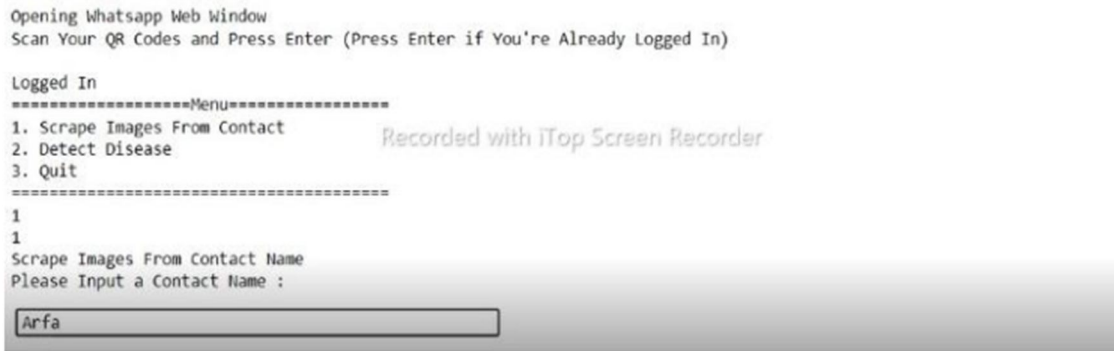 Opening Whatsapp Web Window
Scan Your QR Codes and Press Enter (Press Enter if You're Already Logged In)
Logged In
===================Menu=================
1. Scrape Images From Contact
Recorded with iTop Screen Recorder
2. Detect Disease
3. Quit
========================================
1
1
Scrape Images From Contact Name
Please Input a Contact Name :
Arfa